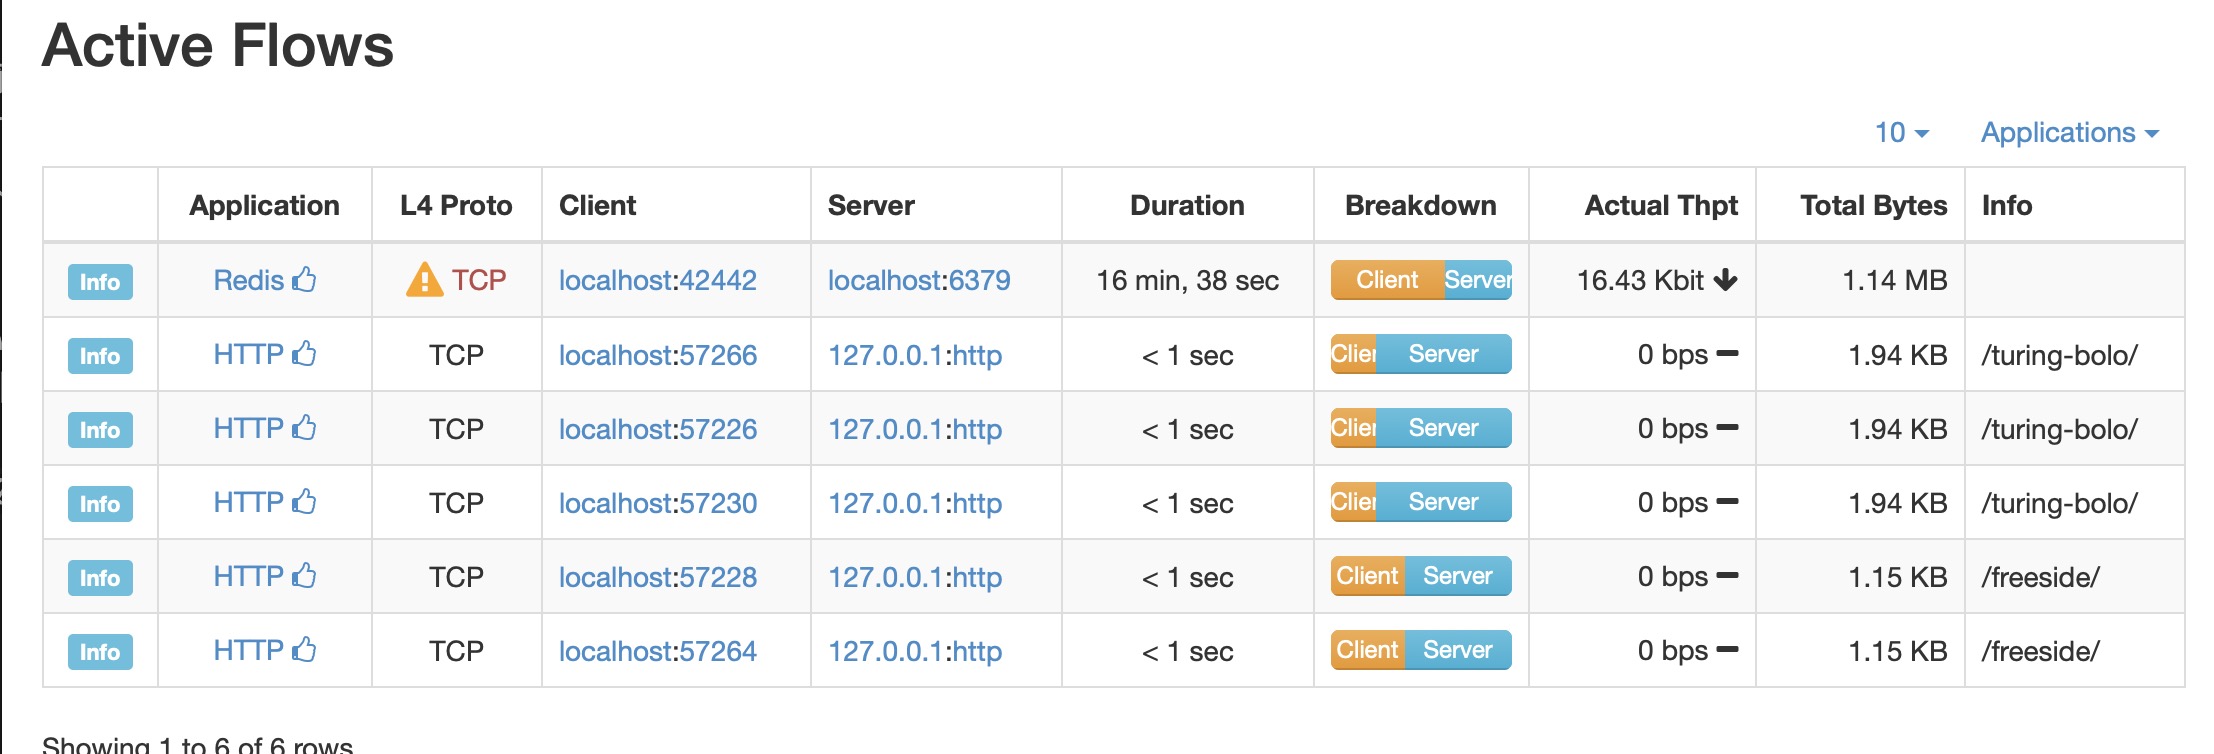 Active Flows
10 Applications
Application L4 Proto Client Server Duration Breakdown Actual Thpt Total Bytes Info
Info Redis TCP localhost:42442 localhost:6379 16 min, 38 sec Client Server 16.43 Kbit 1.14 MB
Info HTTP TCP localhost:57266 127.0.0.1:http < 1 sec Clier Server 0 bps 1.94 KB /turing-bolo/
Info HTTP TCP localhost:57226 127.0.0.1:http < 1 sec Clier Server 0 bps 1.94 KB /turing-bolo/
Info HTTP TCP localhost:57230 127.0.0.1:http < 1 sec Clier Server 0 bps 1.94 KB /turing-bolo/
Info HTTP TCP localhost:57228 127.0.0.1:http < 1 sec Client Server 0 bps 1.15 KB /freeside/
Info HTTP TCP localhost:57264 127.0.0.1:http < 1 sec Client Server 0 bps 1.15 KB /freeside/
Showing 1 to 6 of 6 rows